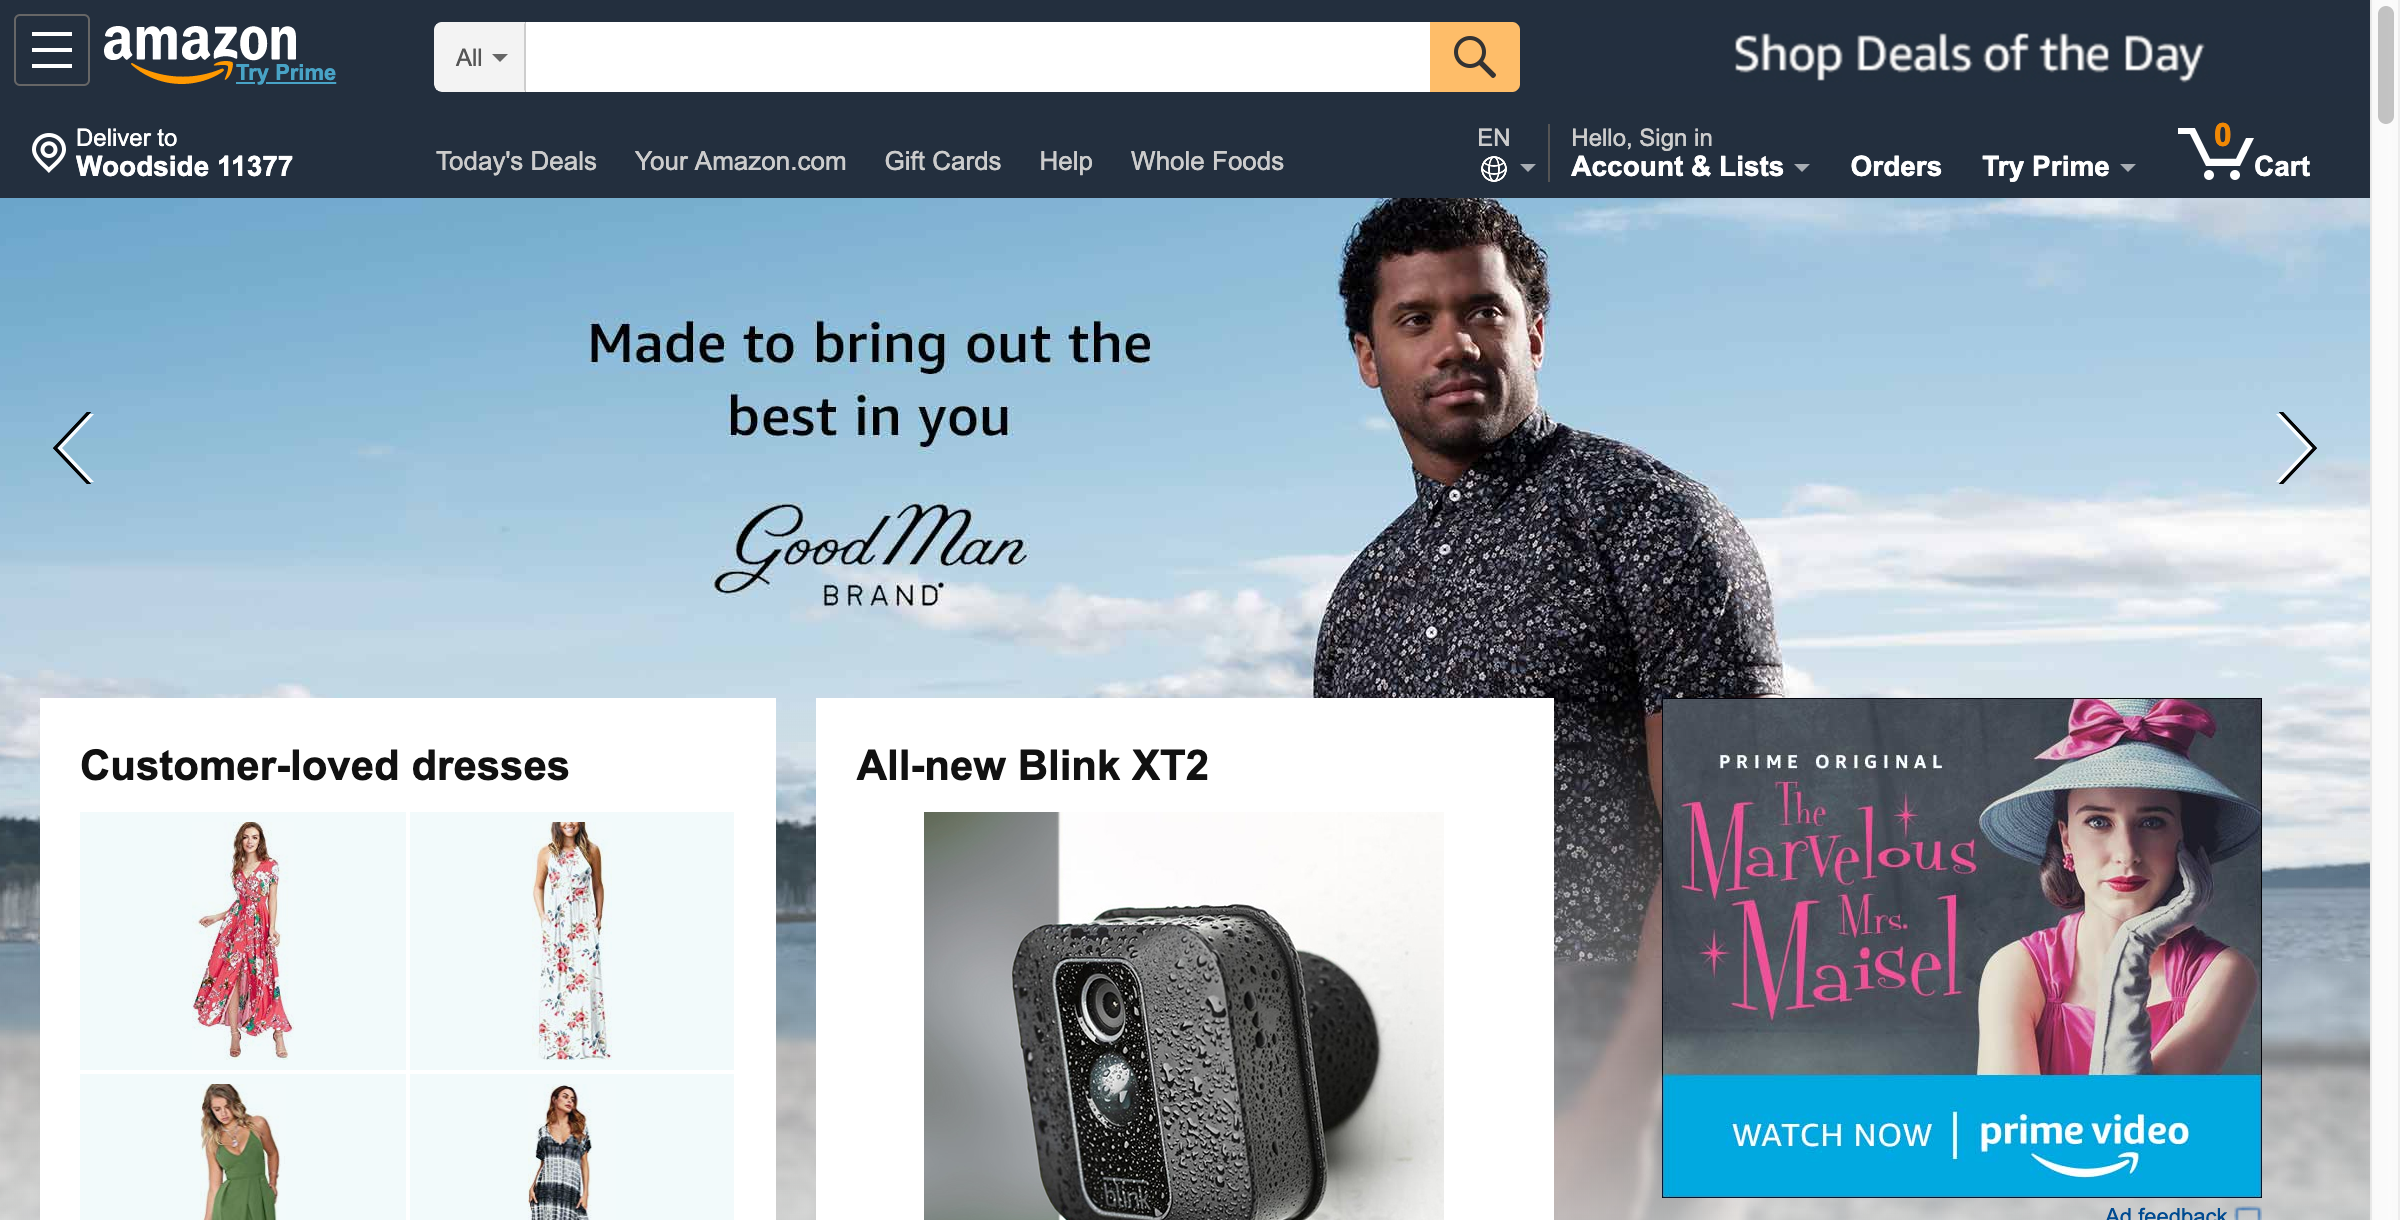 amazon
Try Prime
All
Shop Deals of the Day
Deliver to
Woodside 11377
Today's Deals
Your Amazon.com
Gift Cards
Help
Whole Foods
EN
Hello, Sign in
Account & Lists
Orders
Try Prime
0
Cart
Made to bring out the
best in you
Good Man
BRAND
Customer-loved dresses
All-new Blink XT2
blink
PRIME ORIGINAL
The
Marvelous
Mrs.
Maisel
WATCH NOW | prime video
Ad feedback